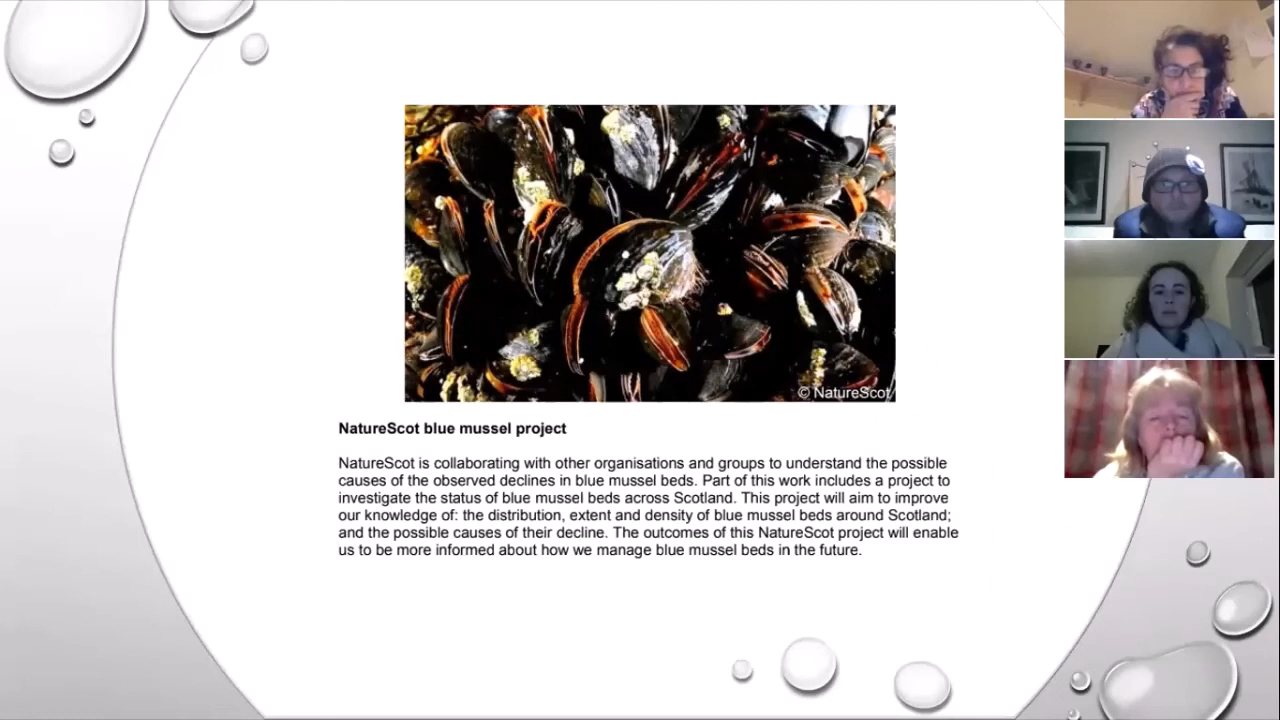 © NatureScot
NatureScot blue mussel project
NatureScot is collaborating with other organisations and groups to understand the possible
causes of the observed declines in blue mussel beds. Part of this work includes a project to
investigate the status of blue mussel beds across Scotland. This project will aim to improve
our knowledge of: the distribution, extent and density of blue mussel beds around Scotland;
and the possible causes of their decline. The outcomes of this NatureScot project will enable
us to be more informed about how we manage blue mussel beds in the future.